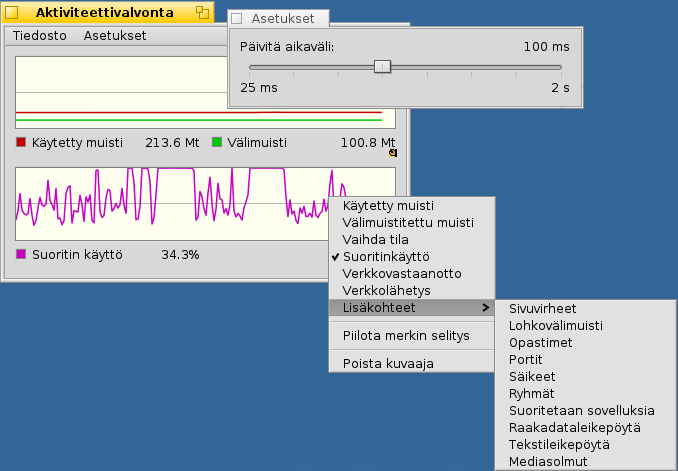 Aktiviteettivalvonta
Tiedosto Asetukset
Asetukset
Päivitä aikaväli: 100 ms
25 ms 2 s
Käytetty muisti 213.6 Mt Välimuisti 100.8 Mt
Suoritin käyttö 34.3%
Käytetty muisti
Välimuistitettu muisti
Vaihda tila
Suoritinkäyttö
Verkkovastaanotto
Verkkolähetys
Lisäkohteet
Piilota merkin selitys
Poista kuvaaja
Sivuvirheet
Lohkovälimuisti
Opastimet
Portit
Säikeet
Ryhmät
Suoritetaan sovelluksia
Raakadataleikepöytä
Tekstileikepöytä
Mediasolmut